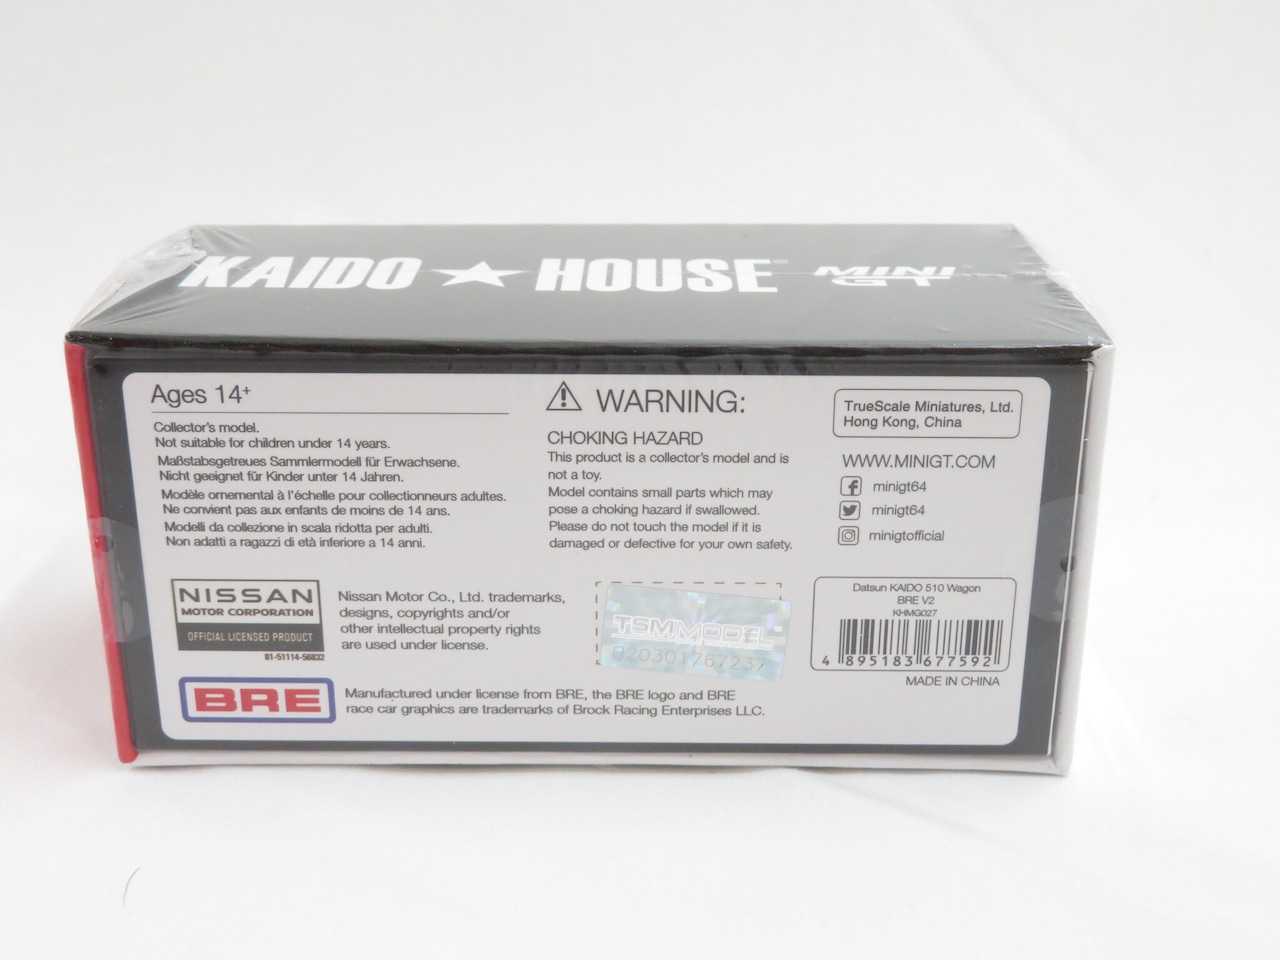 KAIDO ★ HOUSE® MINI GT™
Ages 14+
Collector's model.
Not suitable for children under 14 years.
Maßstabsgetreues Sammlermodell für Erwachsene.
Nicht geeignet für Kinder unter 14 Jahren.
Modèle ornemental à l'échelle pour collectionneurs adultes.
Ne convient pas aux enfants de moins de 14 ans.
Modelli da collezione in scala ridotta per adulti.
Non adatti a ragazzi di età inferiore a 14 anni.
WARNING:
CHOKING HAZARD
This product is a collector's model and is
not a toy.
Model contains small parts which may
pose a choking hazard if swallowed.
Please do not touch the model if it is
damaged or defective for your own safety.
TrueScale Miniatures, Ltd.
Hong Kong, China
WWW.MINIGT.COM
minigt64
minigt64
minigtofficial
NISSAN
MOTOR CORPORATION
OFFICIAL LICENSED PRODUCT
81-51114-56832
Nissan Motor Co., Ltd. trademarks,
designs, copyrights and/or
other intellectual property rights
are used under license.
TSMMODEL
B20301767237
Datsun KAIDO 510 Wagon
BRE V2
KHMG027
4 895183 677592
MADE IN CHINA
BRE
Manufactured under license from BRE, the BRE logo and BRE
race car graphics are trademarks of Brock Racing Enterprises LLC.